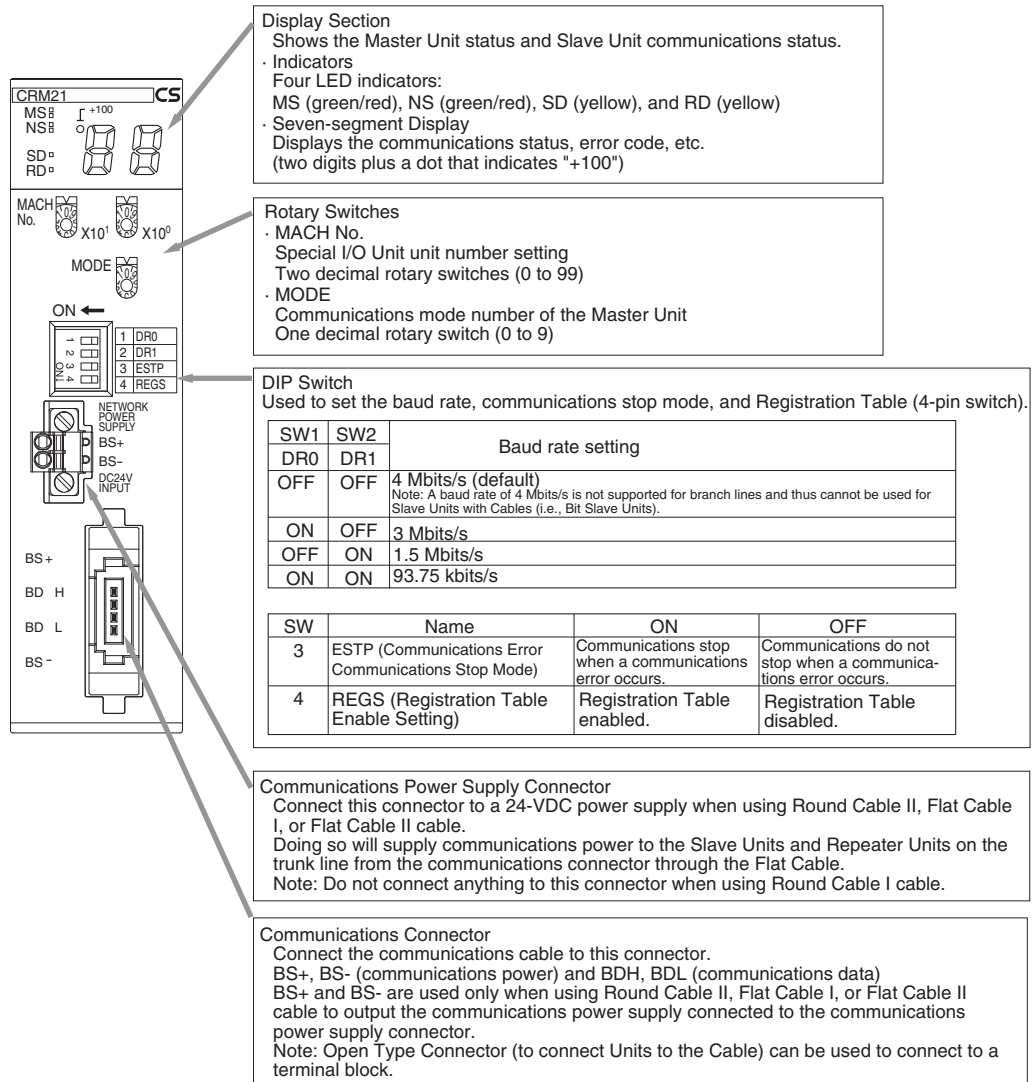 CRM21 CS
MS
NS
+100
SD
RD
MACH
No.
X10¹ X10⁰
MODE
ON
1 DR0
2 DR1
3 ESTP
4 REGS
1 2 3 4
ON
NETWORK
POWER
SUPPLY
BS+
BS-
DC24V
INPUT
BS+
BD H
BD L
BS-
Display Section
Shows the Master Unit status and Slave Unit communications status.
· Indicators
Four LED indicators:
MS (green/red), NS (green/red), SD (yellow), and RD (yellow)
· Seven-segment Display
Displays the communications status, error code, etc.
(two digits plus a dot that indicates "+100")
Rotary Switches
· MACH No.
Special I/O Unit unit number setting
Two decimal rotary switches (0 to 99)
· MODE
Communications mode number of the Master Unit
One decimal rotary switch (0 to 9)
DIP Switch
Used to set the baud rate, communications stop mode, and Registration Table (4-pin switch).
SW1 SW2 Baud rate setting
DR0 DR1
OFF OFF 4 Mbits/s (default)
Note: A baud rate of 4 Mbits/s is not supported for branch lines and thus cannot be used for
Slave Units with Cables (i.e., Bit Slave Units).
ON OFF 3 Mbits/s
OFF ON 1.5 Mbits/s
ON ON 93.75 kbits/s
SW Name ON OFF
3 ESTP (Communications Error Communications Stop Mode) Communications stop when a communications error occurs. Communications do not stop when a communica-tions error occurs.
4 REGS (Registration Table Enable Setting) Registration Table enabled. Registration Table disabled.
Communications Power Supply Connector
Connect this connector to a 24-VDC power supply when using Round Cable II, Flat Cable
I, or Flat Cable II cable.
Doing so will supply communications power to the Slave Units and Repeater Units on the
trunk line from the communications connector through the Flat Cable.
Note: Do not connect anything to this connector when using Round Cable I cable.
Communications Connector
Connect the communications cable to this connector.
BS+, BS- (communications power) and BDH, BDL (communications data)
BS+ and BS- are used only when using Round Cable II, Flat Cable I, or Flat Cable II
cable to output the communications power supply connected to the communications
power supply connector.
Note: Open Type Connector (to connect Units to the Cable) can be used to connect to a
terminal block.